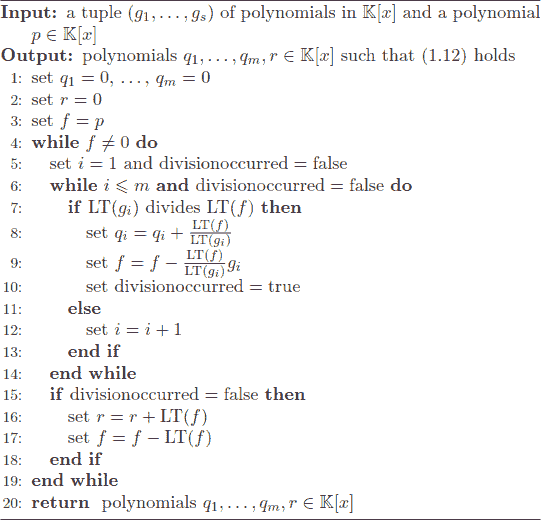 Input: a tuple (g₁, . . . , gₛ) of polynomials in 𝕂[x] and a polynomial
p ∈ 𝕂[x]
Output: polynomials q₁, . . . , qₘ, r ∈ 𝕂[x] such that (1.12) holds
1: set q₁ = 0, . . . , qₘ = 0
2: set r = 0
3: set f = p
4: while f ≠ 0 do
5: set i = 1 and divisionoccurred = false
6: while i ⩽ m and divisionoccurred = false do
7: if LT(gᵢ) divides LT(f) then
8: set qᵢ = qᵢ + LT(f)/LT(gᵢ)
9: set f = f − LT(f)/LT(gᵢ) gᵢ
10: set divisionoccurred = true
11: else
12: set i = i + 1
13: end if
14: end while
15: if divisionoccurred = false then
16: set r = r + LT(f)
17: set f = f − LT(f)
18: end if
19: end while
20: return polynomials q₁, . . . , qₘ, r ∈ 𝕂[x]